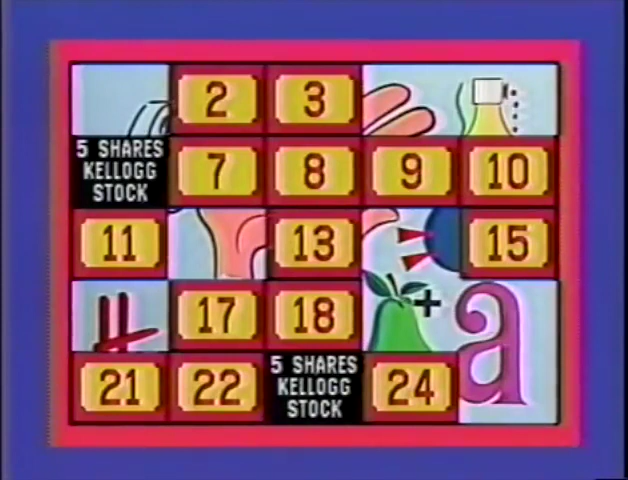 2 3
5 SHARES
KELLOGG
STOCK
7 8 9 10
11 13 15
17 18 + a
21 22
5 SHARES
KELLOGG
STOCK
24